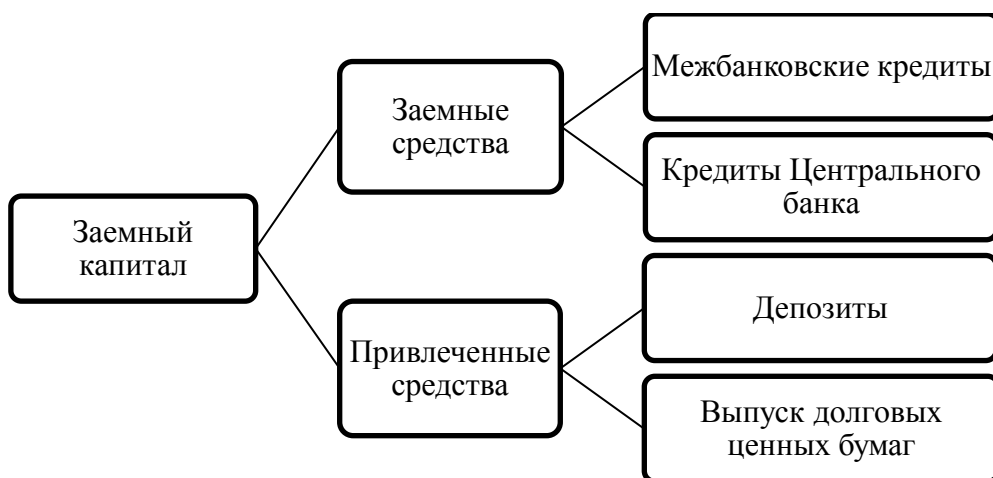 Заемный
капитал
Заемные
средства
Межбанковские кредиты
Кредиты Центрального
банка
Привлеченные
средства
Депозиты
Выпуск долговых
ценных бумаг